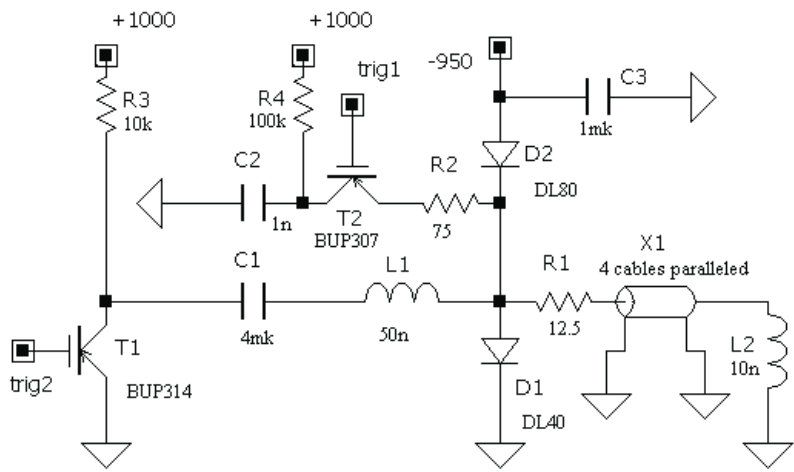 +1000
+1000
-950
trig1
C3
R3
10k
R4
100k
1mk
D2
DL80
C2
R2
T2
1n
BUP307
75
X1
4 cables paralleled
C1
L1
R1
4mk
50n
12.5
T1
L2
10n
trig2
BUP314
D1
DL40